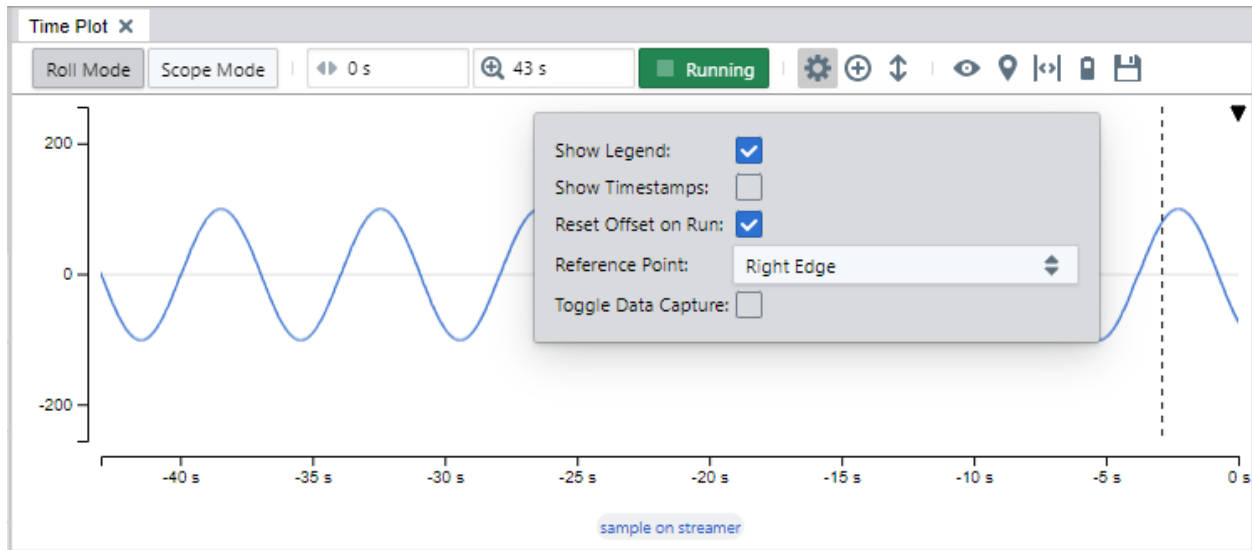 Time Plot
Roll Mode Scope Mode 0 s 43 s Running
Show Legend:
Show Timestamps:
Reset Offset on Run:
Reference Point: Right Edge
Toggle Data Capture:
200
0
-200
-40 s -35 s -30 s -25 s -20 s -15 s -10 s -5 s 0 s
sample on streamer